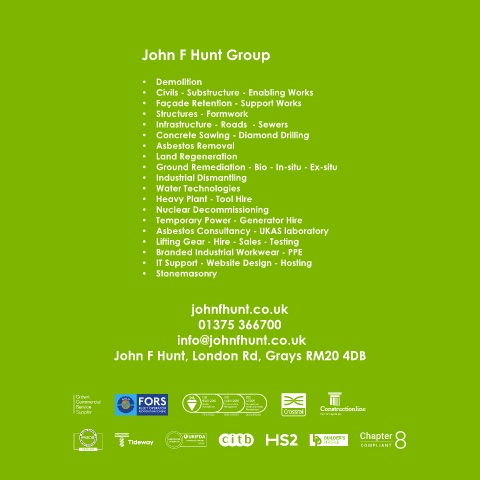 John F Hunt Group
• Demolition
• Civils - Substructure - Enabling Works
• Façade Retention - Support Works
• Structures - Formwork
• Infrastructure - Roads - Sewers
• Concrete Sawing - Diamond Drilling
• Asbestos Removal
• Land Regeneration
• Ground Remediation - Bio - In-situ - Ex-situ
• Industrial Dismantling
• Water Technologies
• Heavy Plant - Tool Hire
• Nuclear Decommissioning
• Temporary Power - Generator Hire
• Asbestos Consultancy - UKAS laboratory
• Lifting Gear - Hire - Sales - Testing
• Branded Industrial Workwear - PPE
• IT Support - Website Design - Hosting
• Stonemasonry
johnfhunt.co.uk
01375 366700
info@johnfhunt.co.uk
John F Hunt, London Rd, Grays RM20 4DB
Crown
Commercial
Service
Supplier
FORS
Crossrail
Constructionline
Tideway
UKIFDA
citb
HS2
BUILDER'S
PROFILE
Chapter 8
COMPLIANT